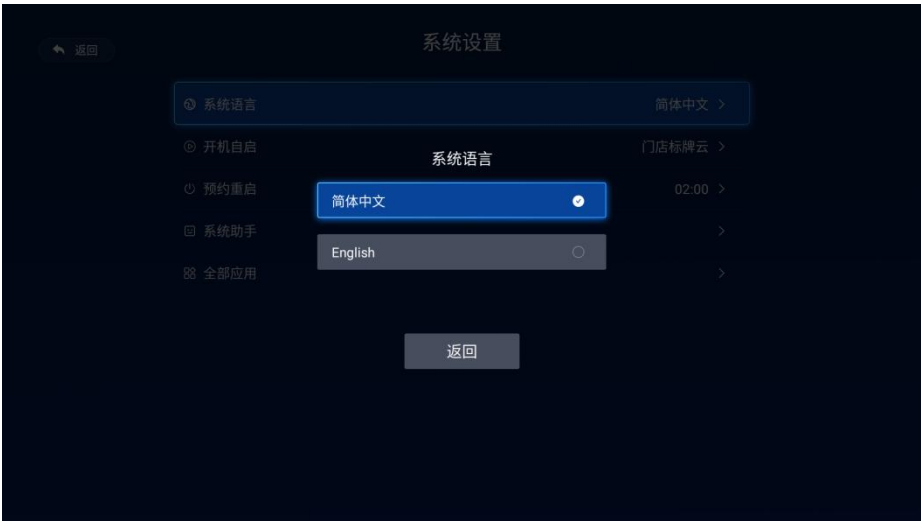 返回
系统设置
系统语言 简体中文
开机自启 门店标牌云
预约重启 02:00
系统助手
全部应用
系统语言
简体中文
English
返回